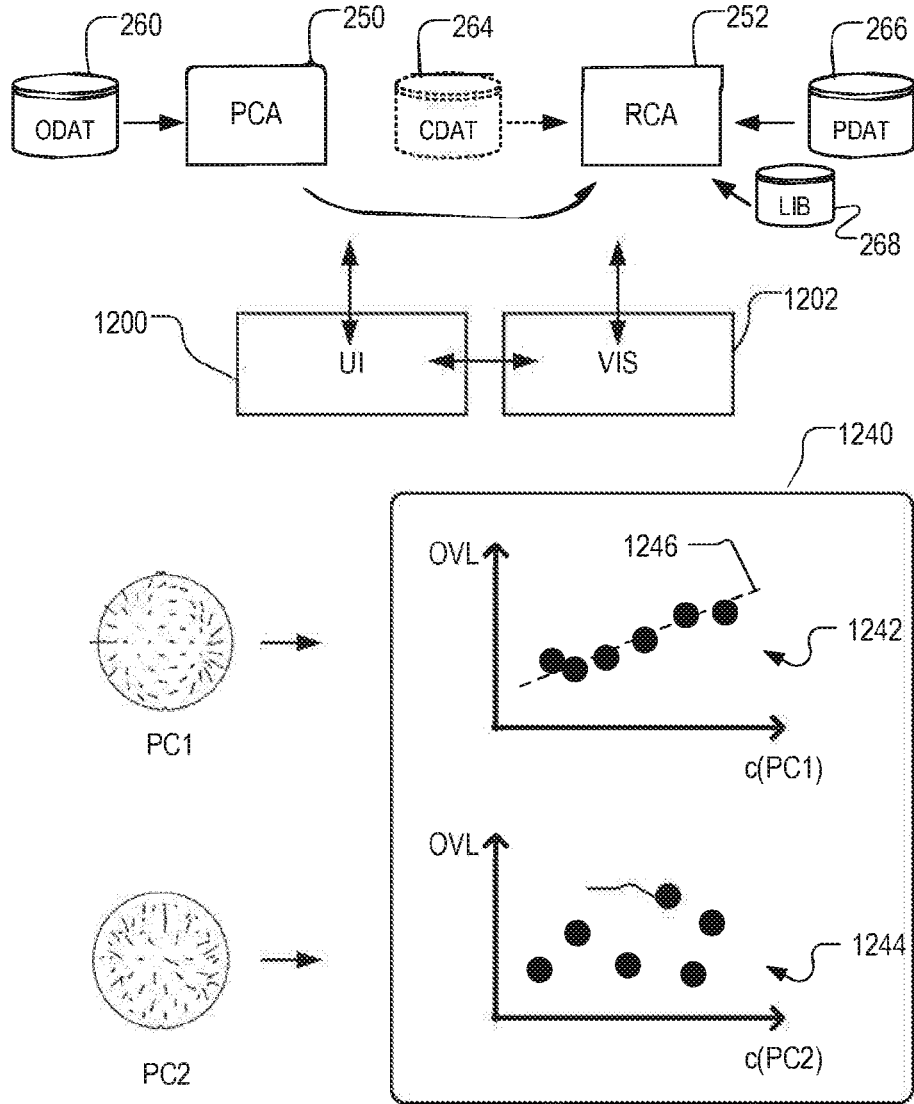 260
250
264
252
266
ODAT
PCA
CDAT
RCA
PDAT
LIB
268
1200
1202
UI
VIS
1240
OVL
1246
1242
PC1
c(PC1)
OVL
1244
PC2
c(PC2)